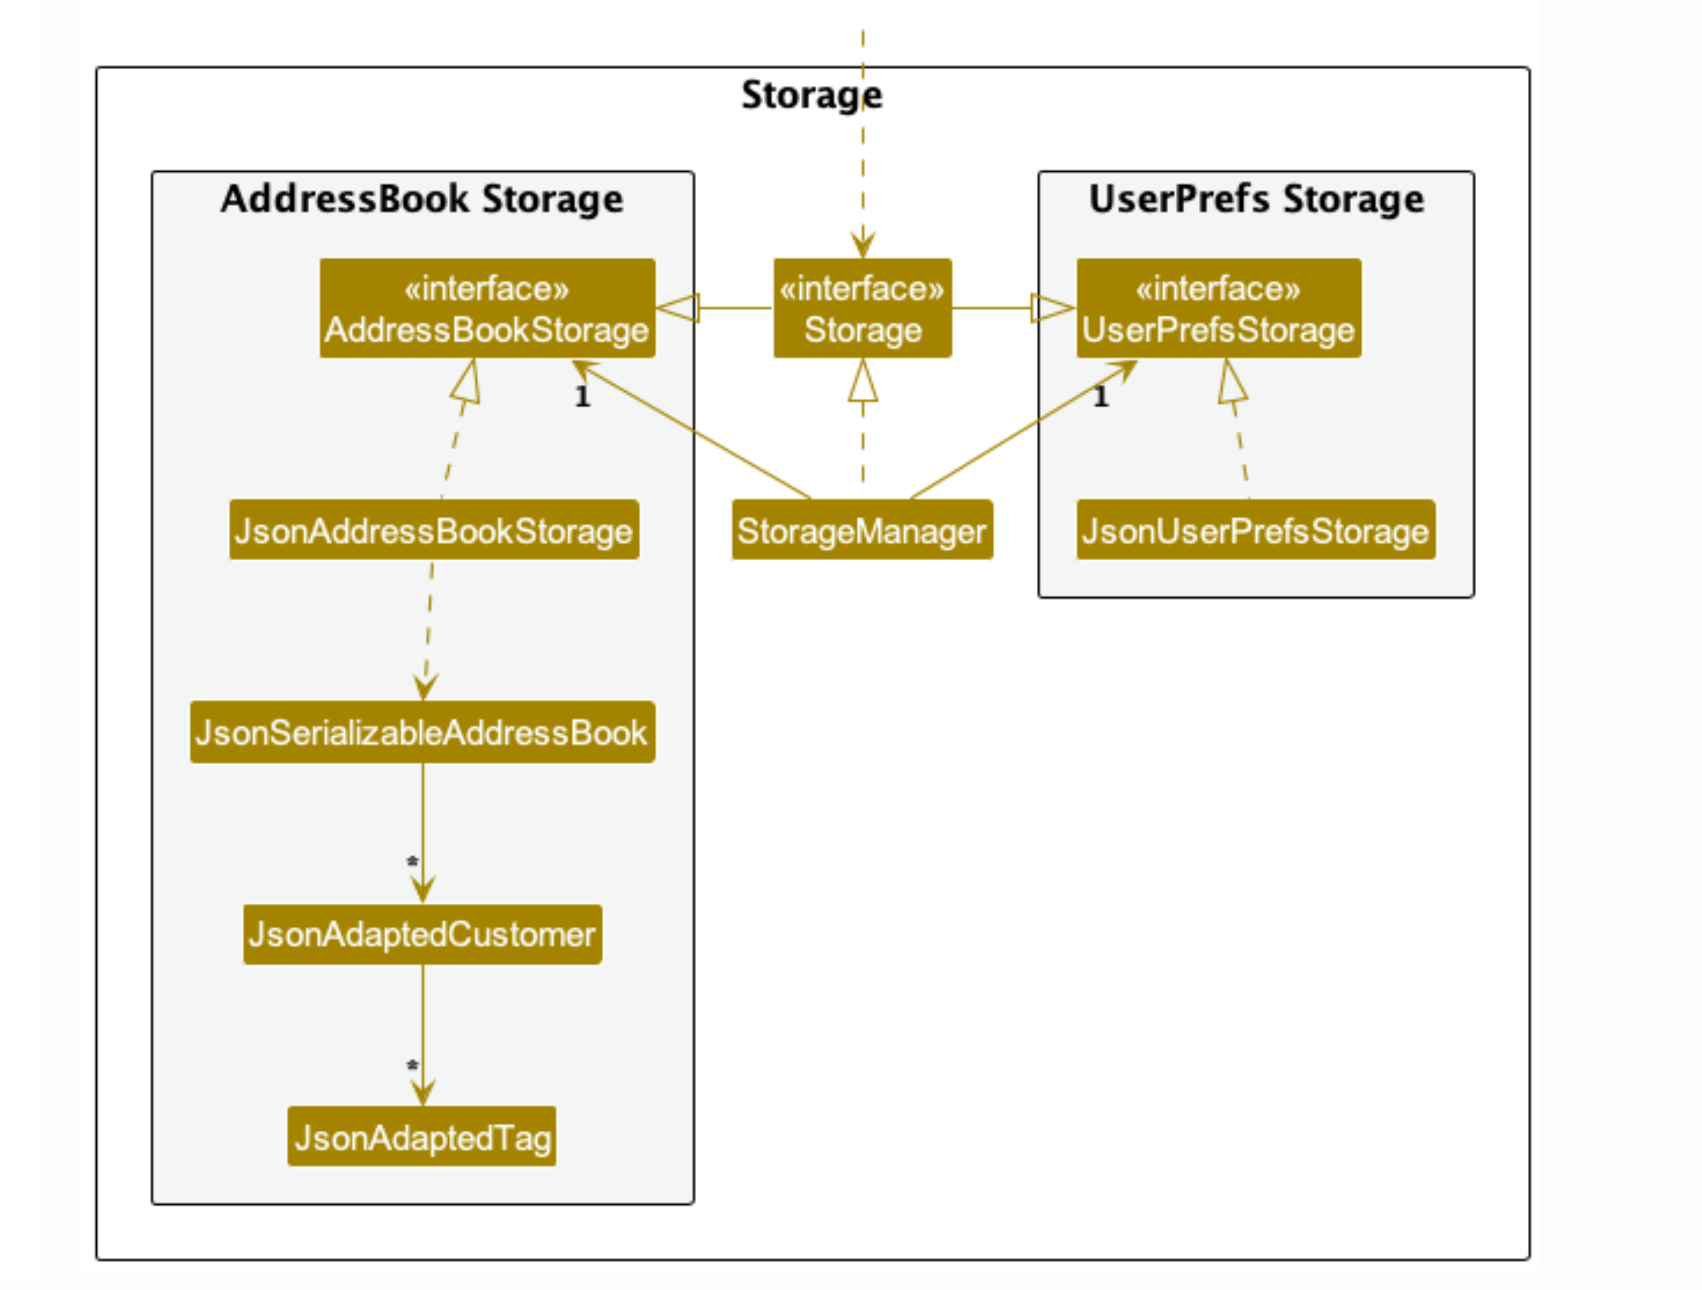 Storage
AddressBook Storage
UserPrefs Storage
«interface»
AddressBookStorage
«interface»
Storage
«interface»
UserPrefsStorage
1
1
JsonAddressBookStorage
StorageManager
JsonUserPrefsStorage
JsonSerializableAddressBook
*
JsonAdaptedCustomer
*
JsonAdaptedTag